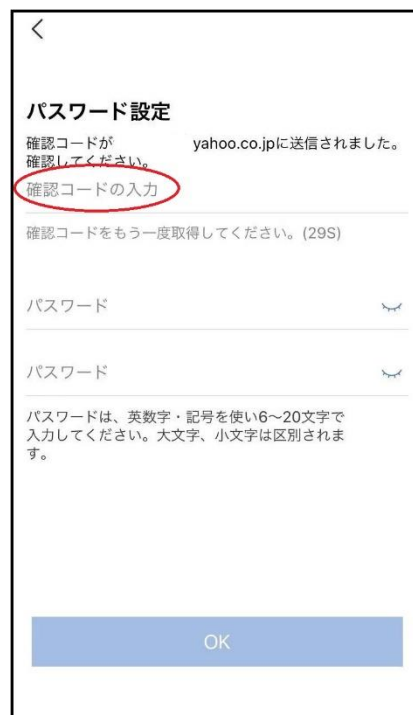 パスワード設定
確認コードが yahoo.co.jpに送信されました。
確認してください。
確認コードの入力
確認コードをもう一度取得してください。(29S)
パスワード
パスワード
パスワードは、英数字・記号を使い6〜20文字で
入力してください。大文字、小文字は区別されま
す。
OK